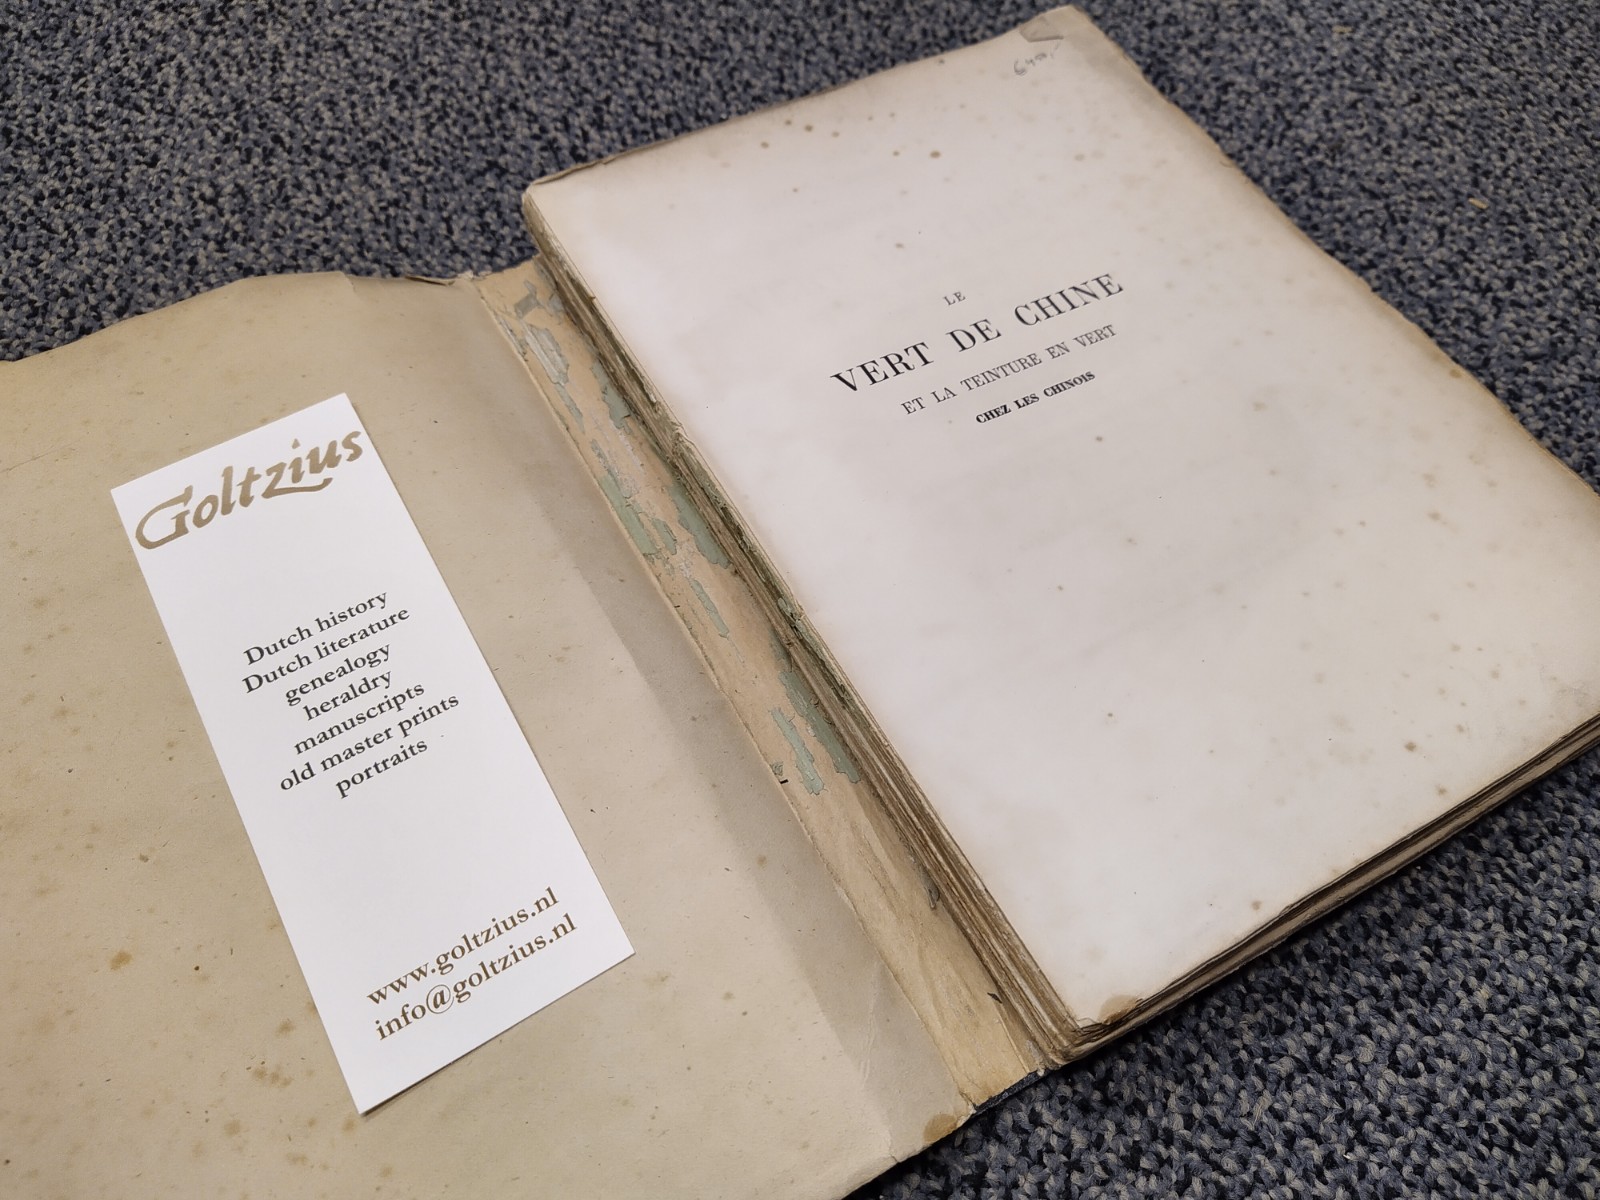 Goltzius
Dutch history
Dutch literature
genealogy
heraldry
manuscripts
old master prints
portraits
www.goltzius.nl
info@goltzius.nl
LE
VERT DE CHINE
ET LA TEINTURE EN VERT
CHEZ LES CHINOIS